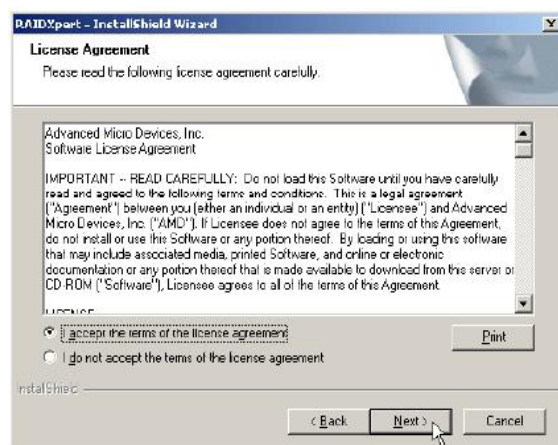 RAIDXpert - InstallShield Wizard
License Agreement
Please read the following license agreement carefully.
Advanced Micro Devices, Inc.
Software License Agreement
IMPORTANT -- READ CAREFULLY: Do not load this Software until you have carefully
read and agreed to the following terms and conditions. This is a legal agreement
("Agreement") between you (either an individual or an entity) ("Licensee") and Advanced
Micro Devices, Inc. ("AMD"). If Licensee does not agree to the terms of this Agreement,
do not install or use this Software or any portion thereof. By loading or using this software
that may include associated media, printed Software, and online or electronic
documentation or any portion thereof that is made available to download from this server or
CD-ROM ("Software"), Licensee agrees to all of the terms of this Agreement
LICENSE
I accept the terms of the license agreement
Print
I do not accept the terms of the license agreement
InstallShield
< Back
Next >
Cancel